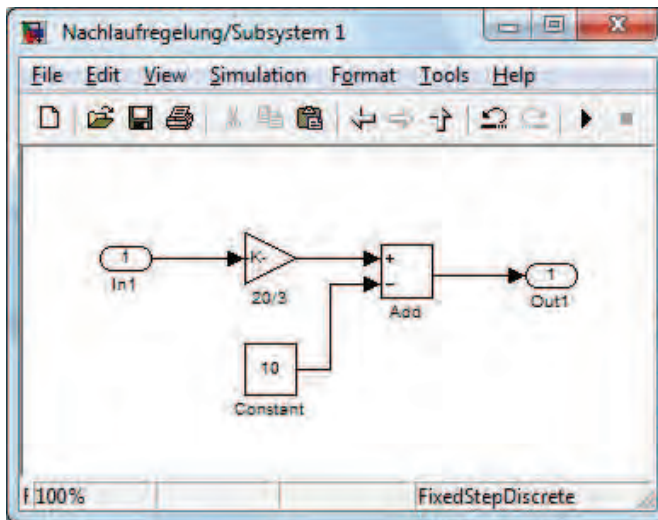 Nachlaufregelung/Subsystem 1
File Edit View Simulation Format Tools Help
1
In1
-K-
20/3
+
−
Add
1
Out1
10
Constant
100%
FixedStepDiscrete